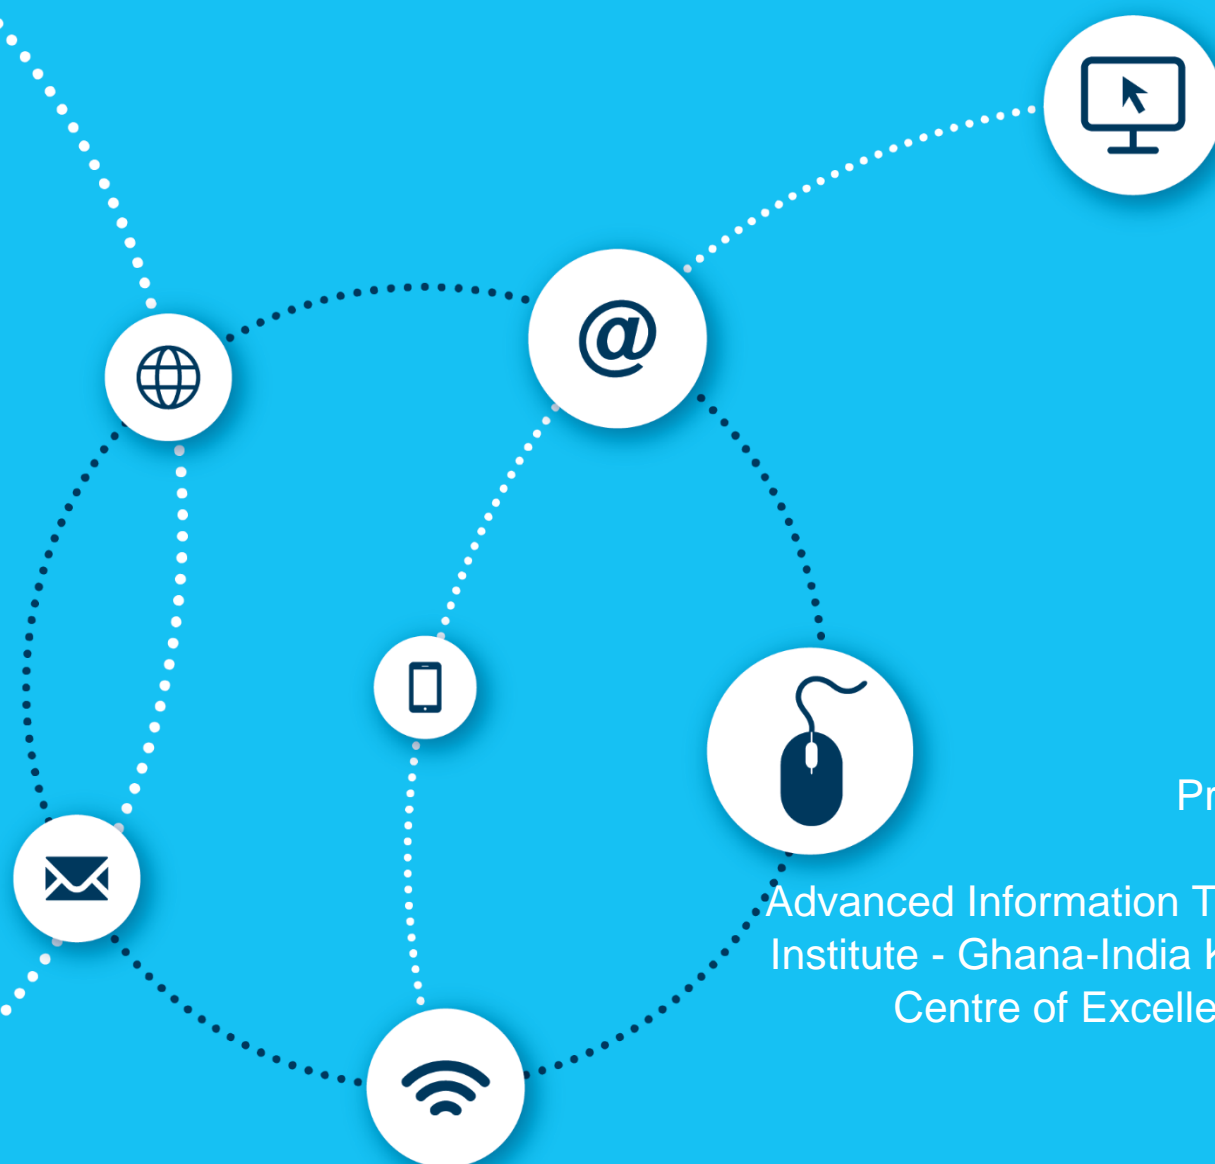 @
Pr
Advanced Information T
Institute - Ghana-India K
Centre of Excelle